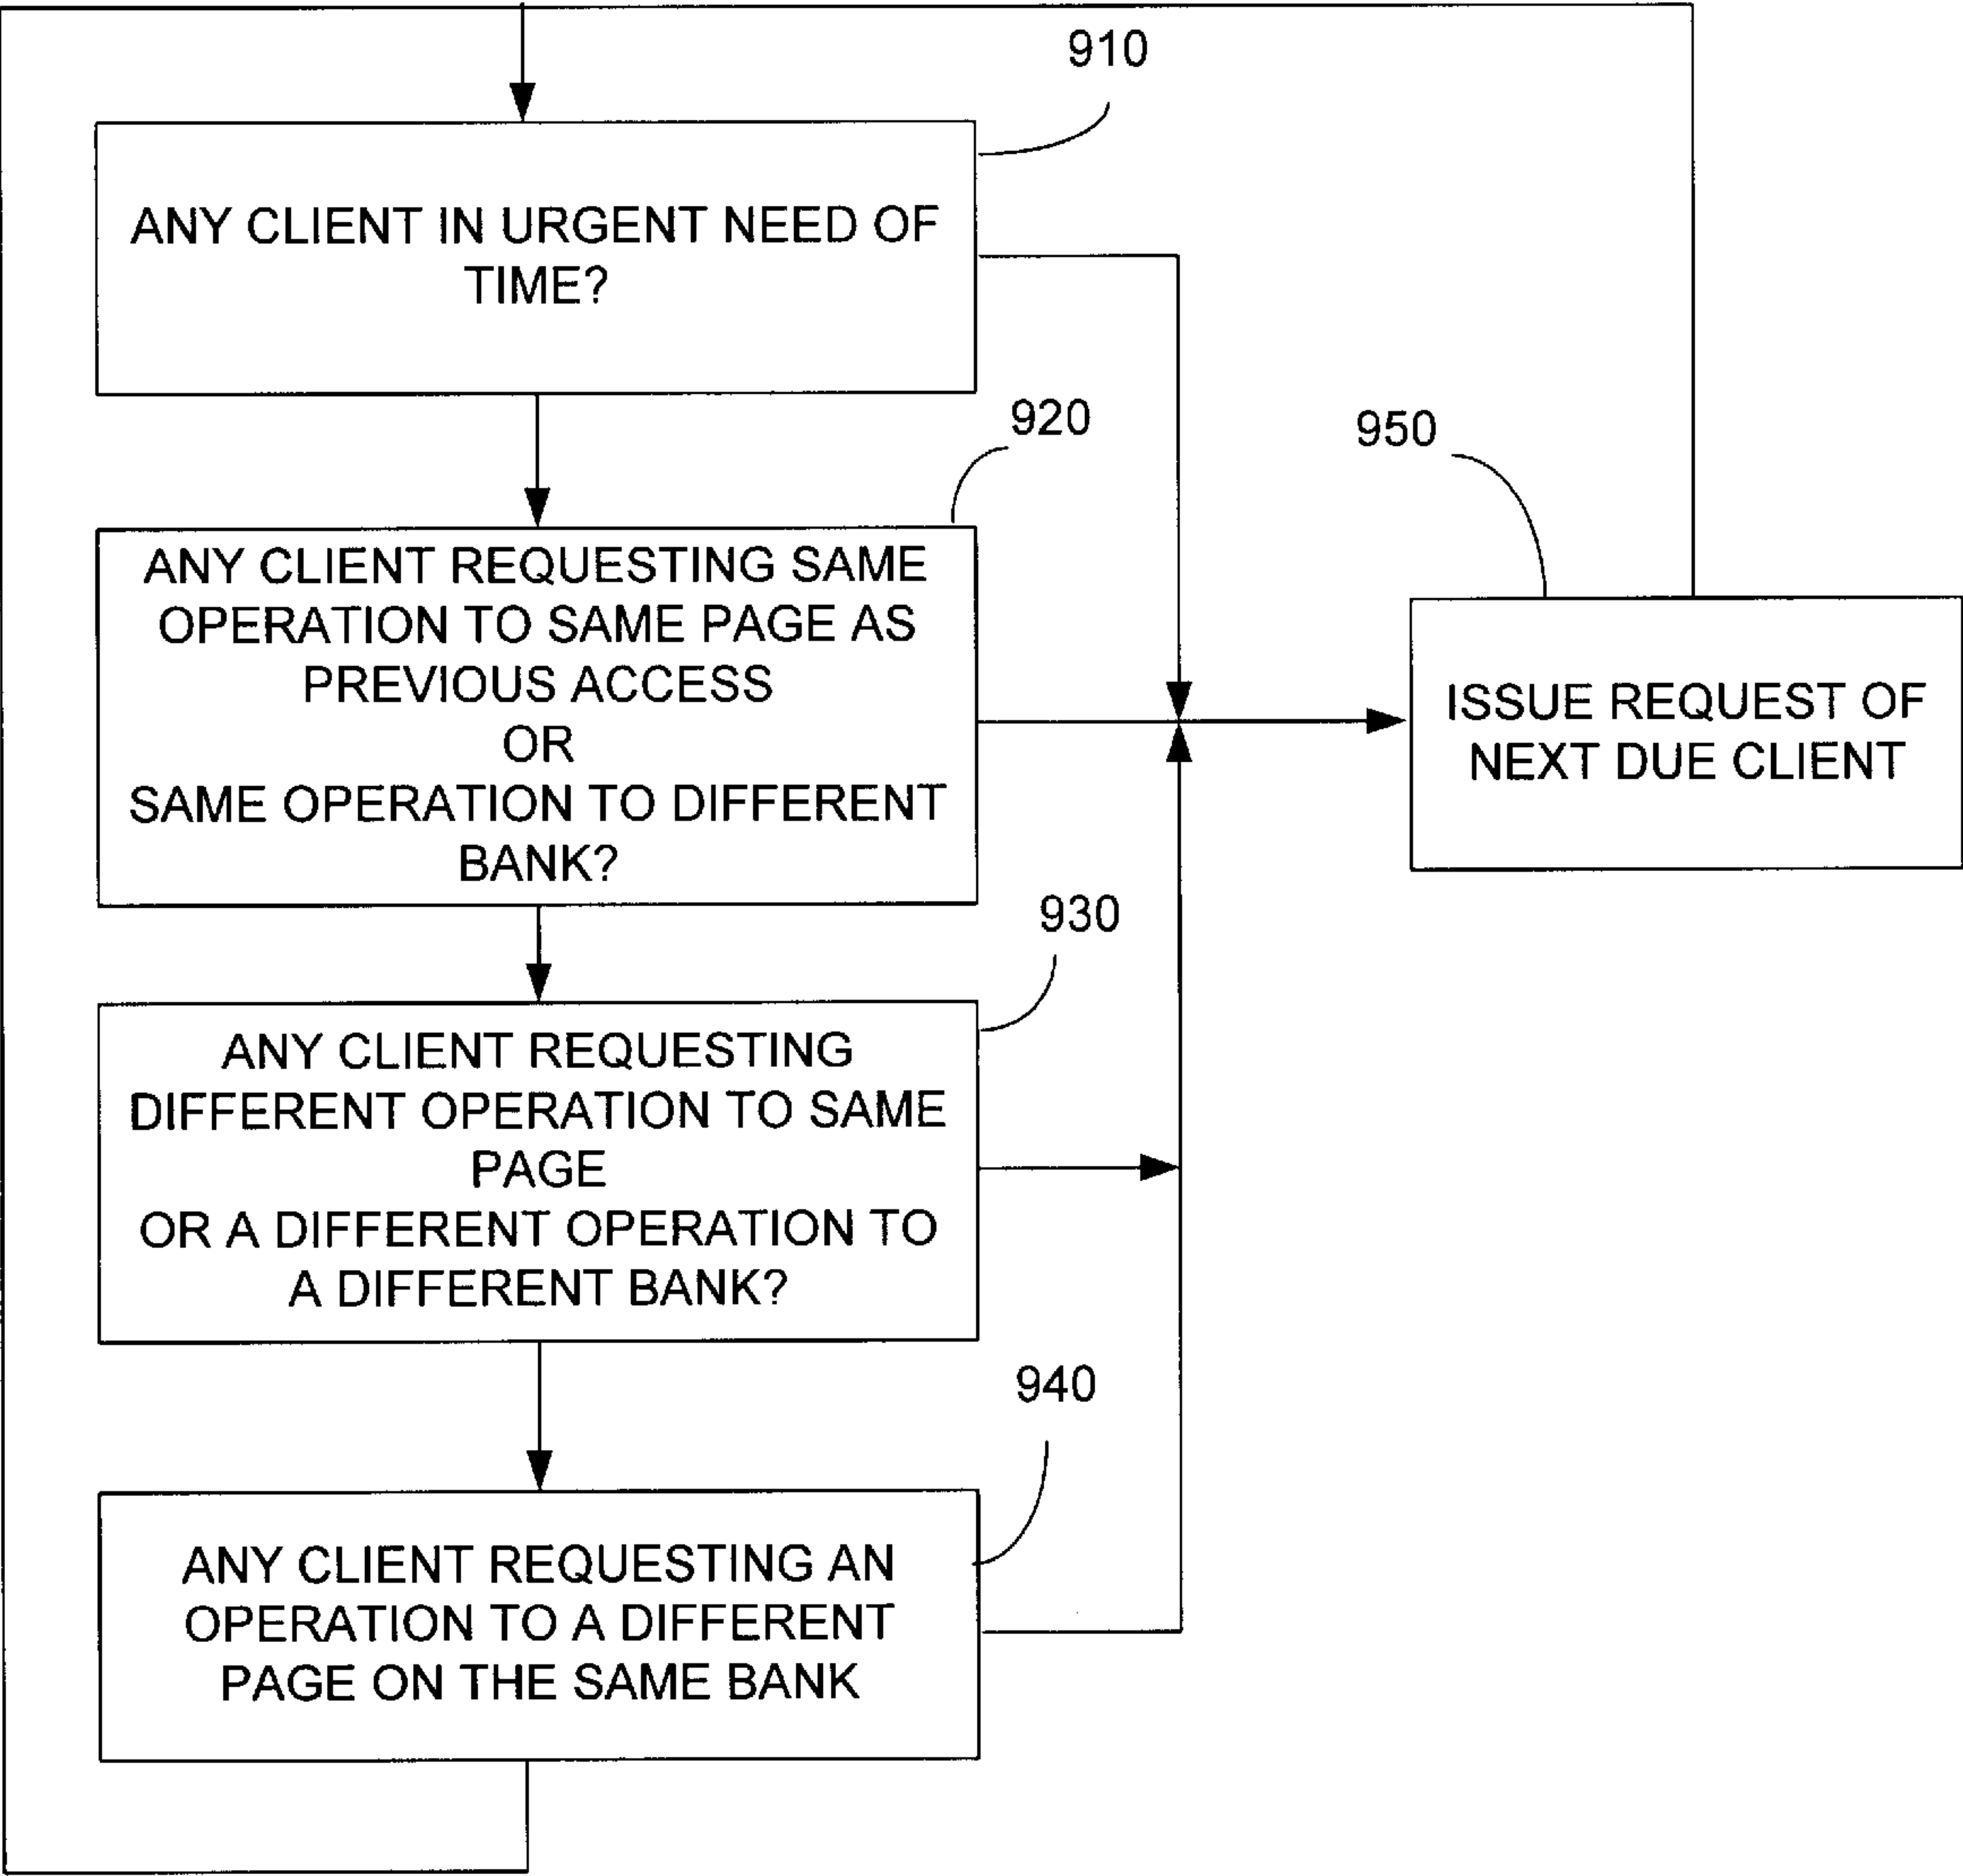 910
ANY CLIENT IN URGENT NEED OF
TIME?
920
950
ANY CLIENT REQUESTING SAME
OPERATION TO SAME PAGE AS
PREVIOUS ACCESS
OR
SAME OPERATION TO DIFFERENT
BANK?
ISSUE REQUEST OF
NEXT DUE CLIENT
930
ANY CLIENT REQUESTING
DIFFERENT OPERATION TO SAME
PAGE
OR A DIFFERENT OPERATION TO
A DIFFERENT BANK?
940
ANY CLIENT REQUESTING AN
OPERATION TO A DIFFERENT
PAGE ON THE SAME BANK